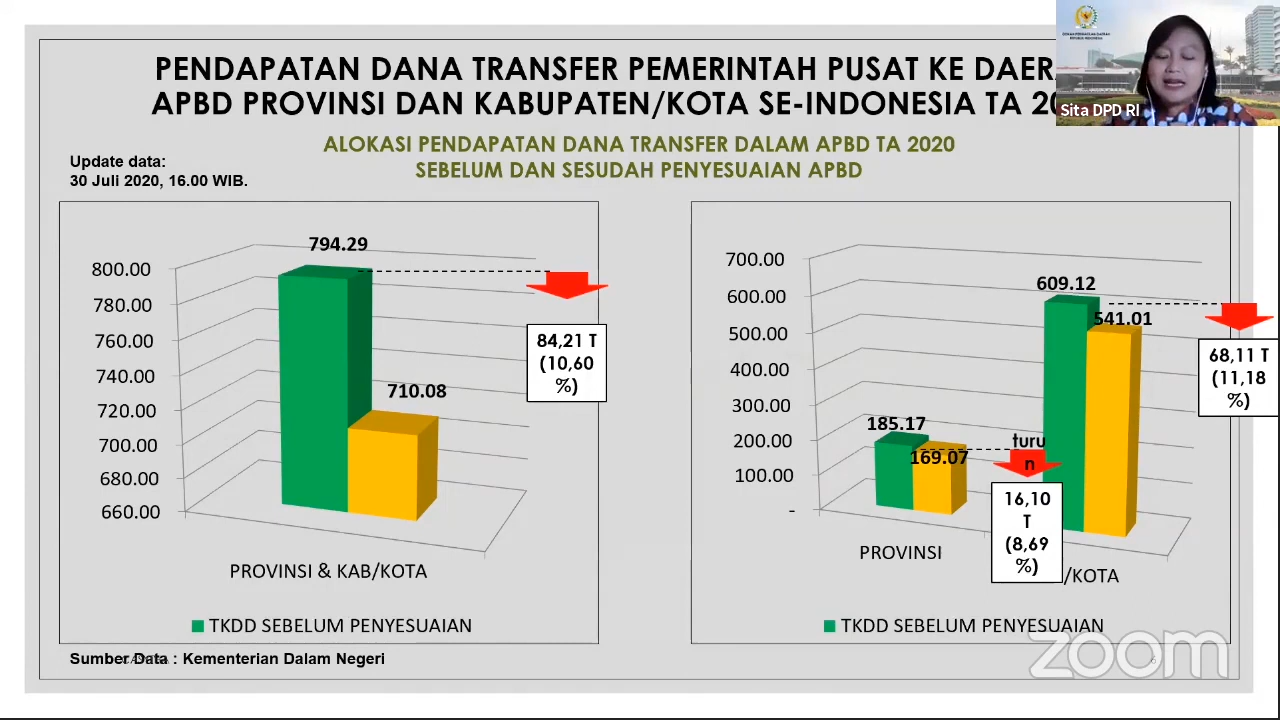 PENDAPATAN DANA TRANSFER PEMERINTAH PUSAT KE
APBD PROVINSI DAN KABUPATEN/KOTA SE-INDONESIA TA
ALOKASI PENDAPATAN DANA TRANSFER DALAM APBD TA 2020
SEBELUM DAN SESUDAH PENYESUAIAN APBD
Update data:
30 Juli 2020, 16.00 WIB.
Sita DPD RI
794.29
800.00
780.00
760.00
740.00
720.00
700.00
680.00
660.00
710.08
84,21 T
(10,60
%)
PROVINSI & KAB/KOTA
TKDD SEBELUM PENYESUAIAN
700.00
600.00
500.00
400.00
300.00
200.00
100.00
-
185.17
169.07
609.12
541.01
turu
n
16,10
T
(8,69
%)
68,11 T
(11,18
%)
PROVINSI
/KOTA
TKDD SEBELUM PENYESUAIAN
Sumber Data : Kementerian Dalam Negeri
6
zoom